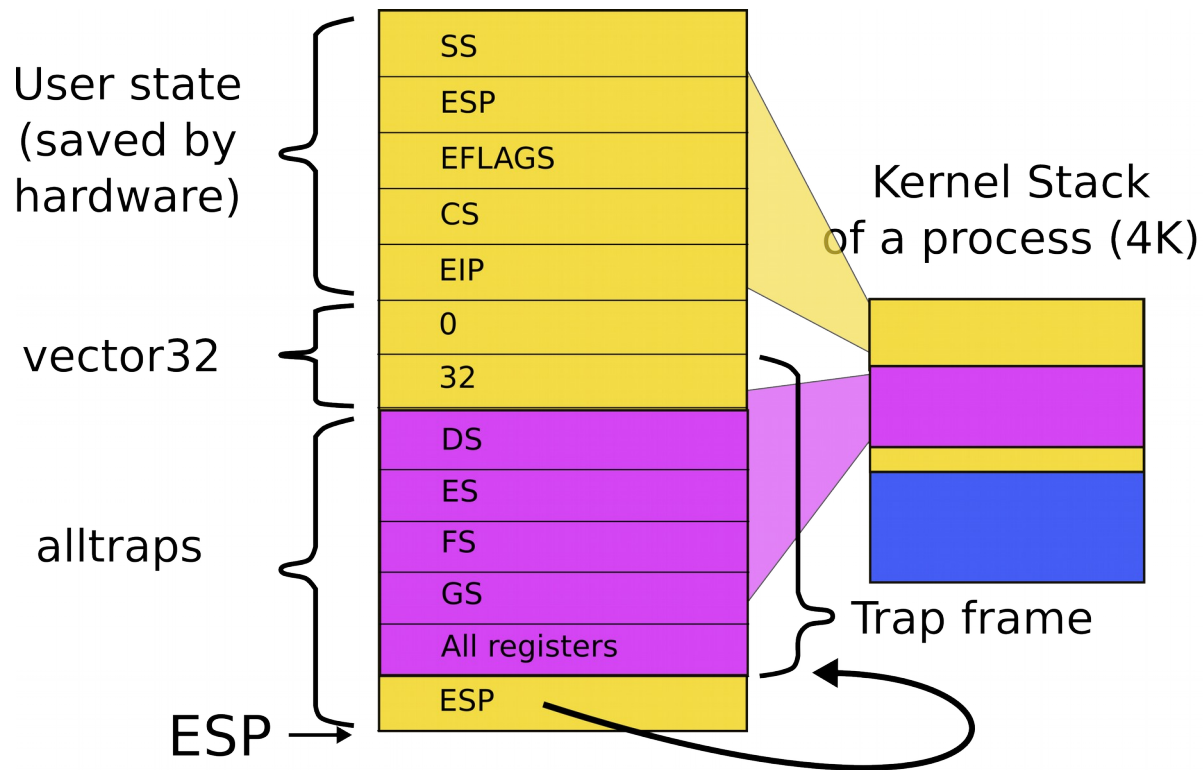 User state
(saved by
hardware)
SS
ESP
EFLAGS
CS
EIP
vector32
0
32
alltraps
DS
ES
FS
GS
All registers
ESP
ESP
Kernel Stack
of a process (4K)
Trap frame